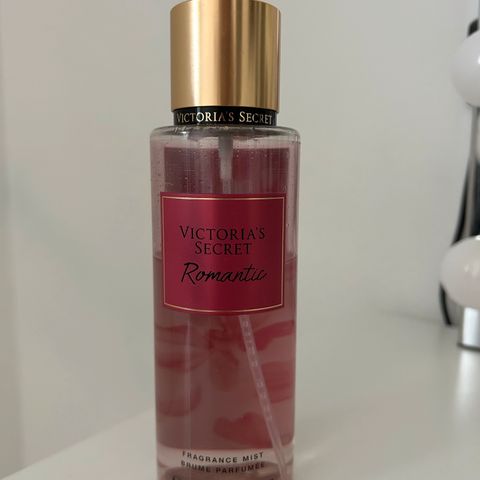 VICTORIA'S SECRET
VICTORIA'S
SECRET
Romantic
FRAGRANCE MIST
BRUME PARFUMÉE